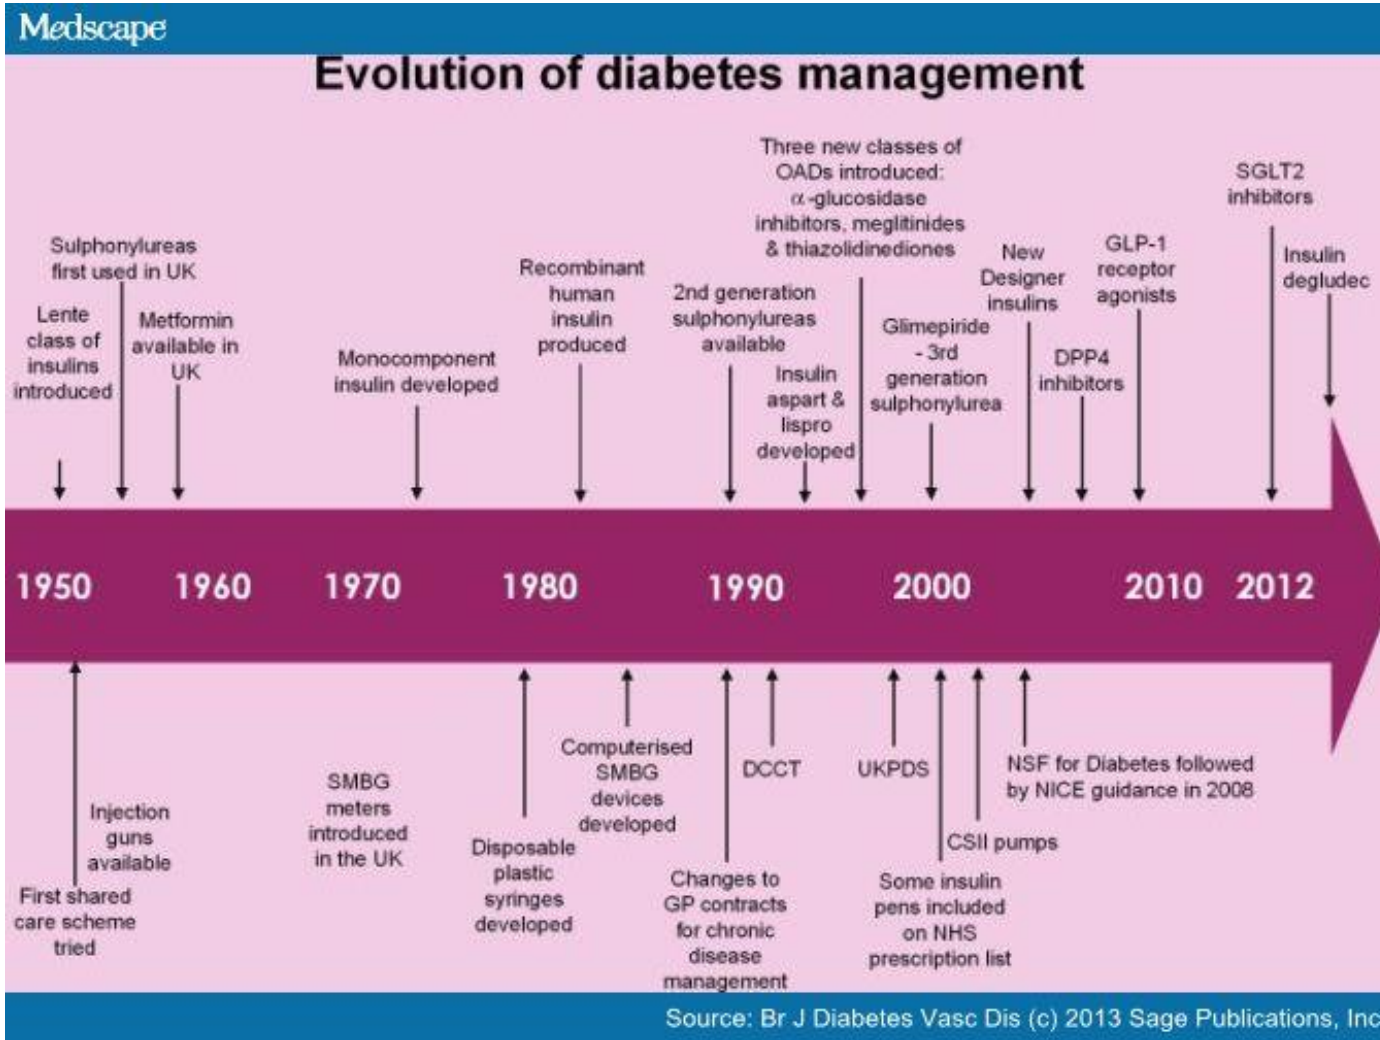 Medscape
Evolution of diabetes management
Lente
class of
insulins
introduced
Sulphonylureas
first used in UK
Metformin
available in
UK
Monocomponent
insulin developed
Recombinant
human
insulin
produced
2nd generation
sulphonylureas
available
Insulin
aspart &
lispro
developed
Three new classes of
OADs introduced:
α-glucosidase
inhibitors, meglitinides
& thiazolidinediones
Glimepiride
- 3rd
generation
sulphonylurea
New
Designer
insulins
DPP4
inhibitors
GLP-1
receptor
agonists
SGLT2
inhibitors
Insulin
degludec
1950 1960 1970 1980 1990 2000 2010 2012
First shared
care scheme
tried
Injection
guns
available
SMBG
meters
introduced
in the UK
Disposable
plastic
syringes
developed
Computerised
SMBG
devices
developed
Changes to
GP contracts
for chronic
disease
management
DCCT
UKPDS
Some insulin
pens included
on NHS
prescription list
CSII pumps
NSF for Diabetes followed
by NICE guidance in 2008
Source: Br J Diabetes Vasc Dis (c) 2013 Sage Publications, Inc